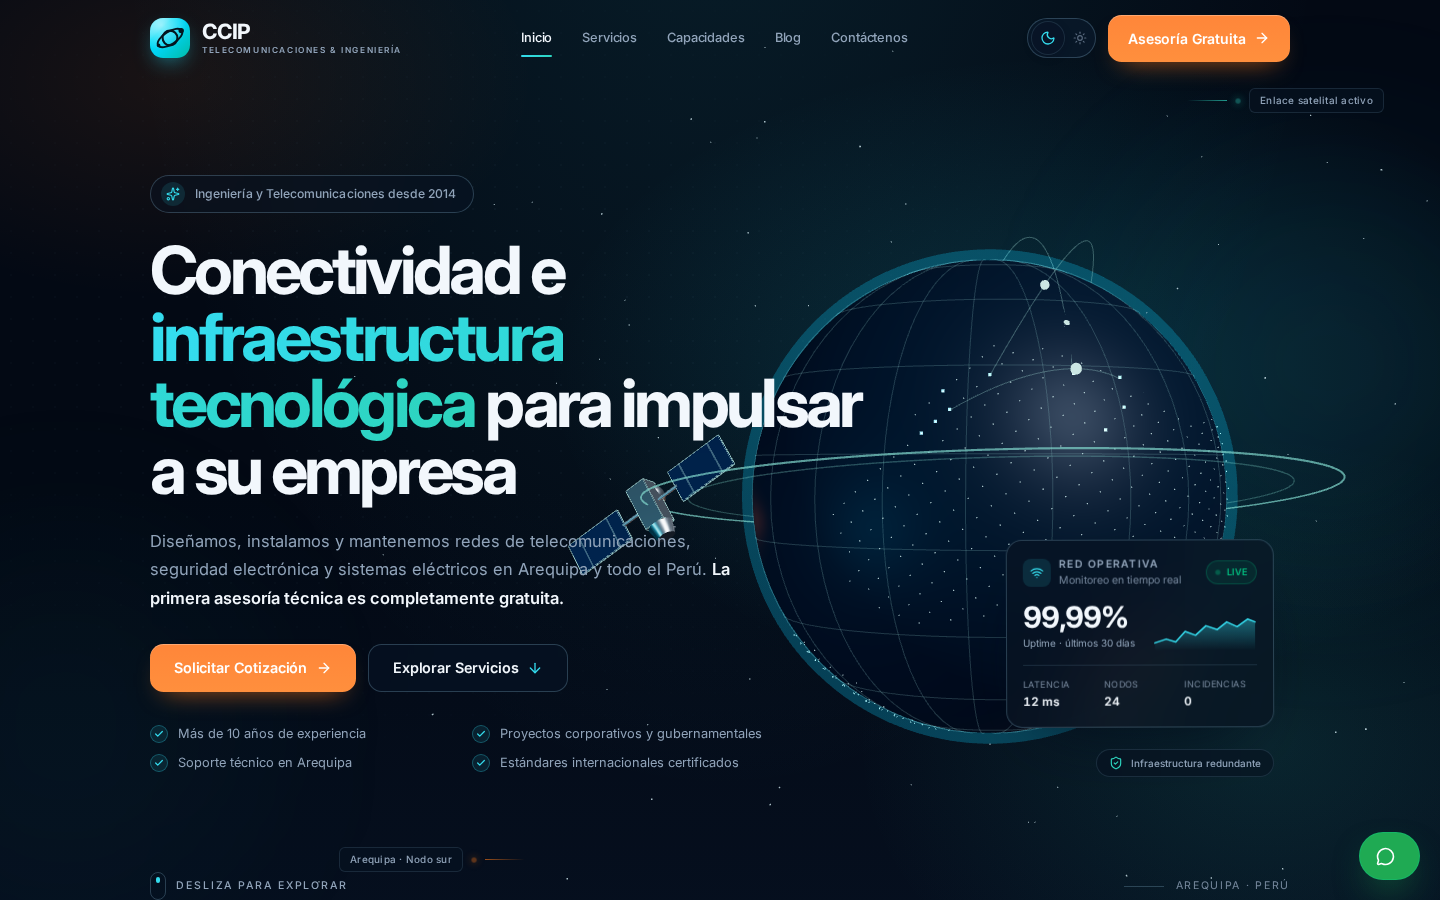 CCIP
TELECOMUNICACIONES & INGENIERÍA
Inicio
Servicios
Capacidades
Blog
Contáctenos
Asesoría Gratuita
Enlace satelital activo
Ingeniería y Telecomunicaciones desde 2014
Conectividad e
infraestructura
tecnológica para impulsar
a su empresa
Diseñamos, instalamos y mantenemos redes de telecomunicaciones,
seguridad electrónica y sistemas eléctricos en Arequipa y todo el Perú. La
primera asesoría técnica es completamente gratuita.
Solicitar Cotización
Explorar Servicios
Más de 10 años de experiencia
Proyectos corporativos y gubernamentales
Soporte técnico en Arequipa
Estándares internacionales certificados
RED OPERATIVA
Monitoreo en tiempo real
LIVE
99,99%
Uptime · últimos 30 días
LATENCIA
NODOS
INCIDENCIAS
12 ms
24
0
Infraestructura redundante
Arequipa · Nodo sur
DESLIZA PARA EXPLORAR
AREQUIPA · PERÚ